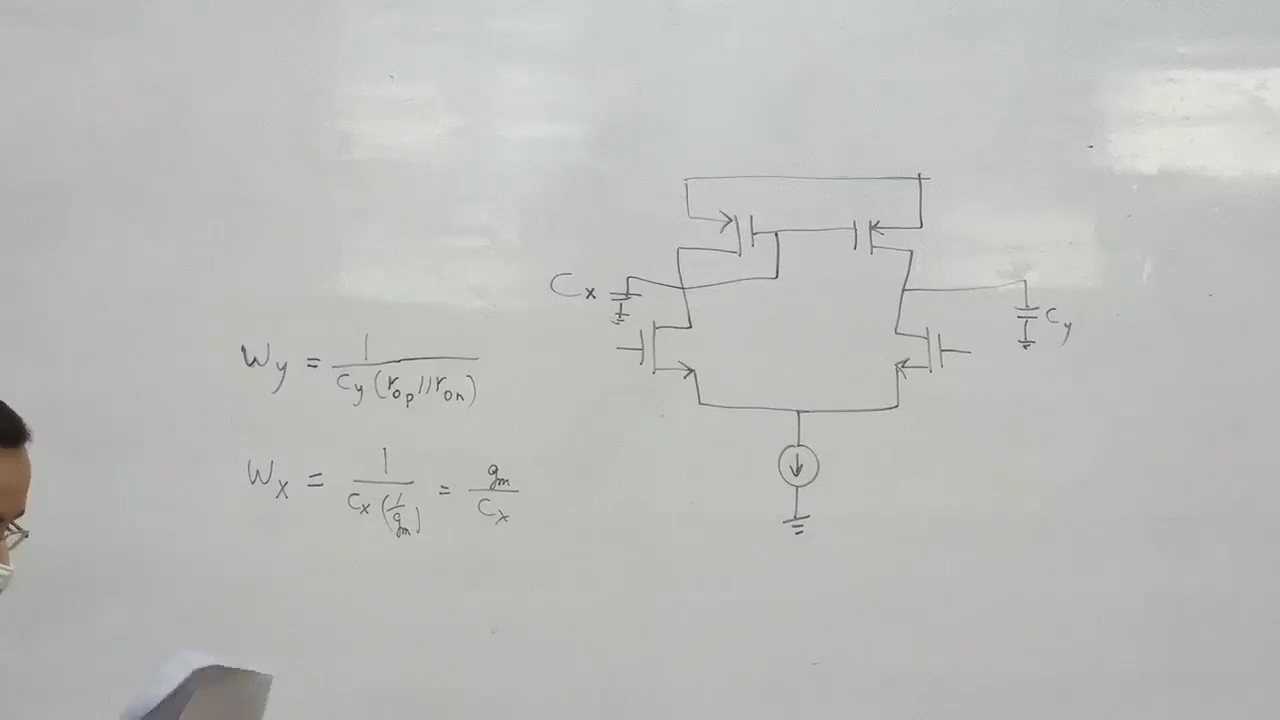 Cx
Cy
Wy = 1 / Cy (rop // ron)
Wx = 1 / Cx (1/gm) = gm / Cx